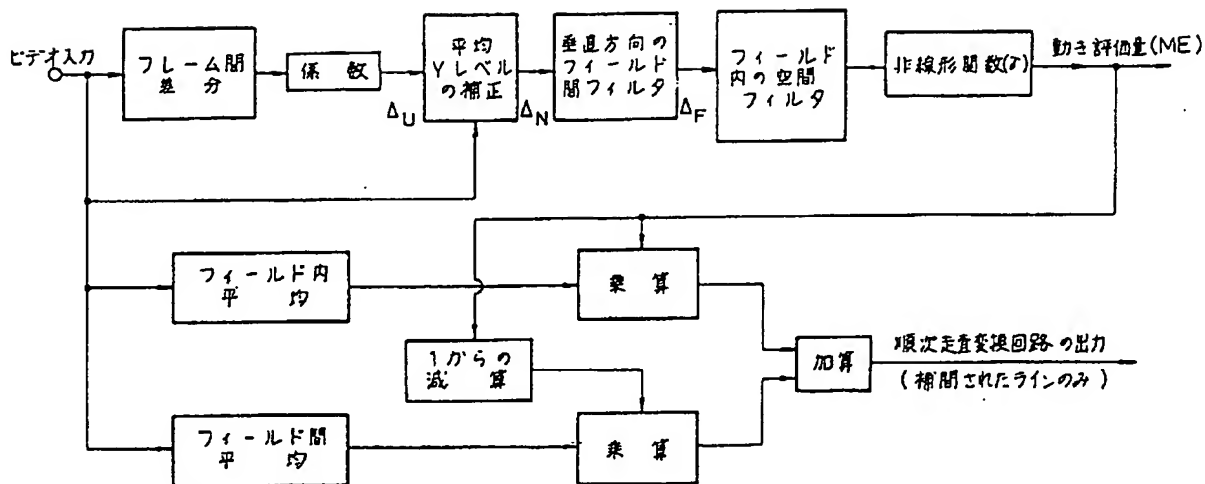 ビデオ入力
フレーム間
差分
係数
平均
Yレベル
の補正
垂直方向の
フィールド
間フィルタ
フィールド
内の空間
フィルタ
非線形関数(γ)
動き評価量(ME)
ΔU
ΔN
ΔF
フィールド内
平均
乗算
1からの
減算
加算
順次走査変換回路の出力
(補間されたラインのみ)
フィールド間
平均
乗算